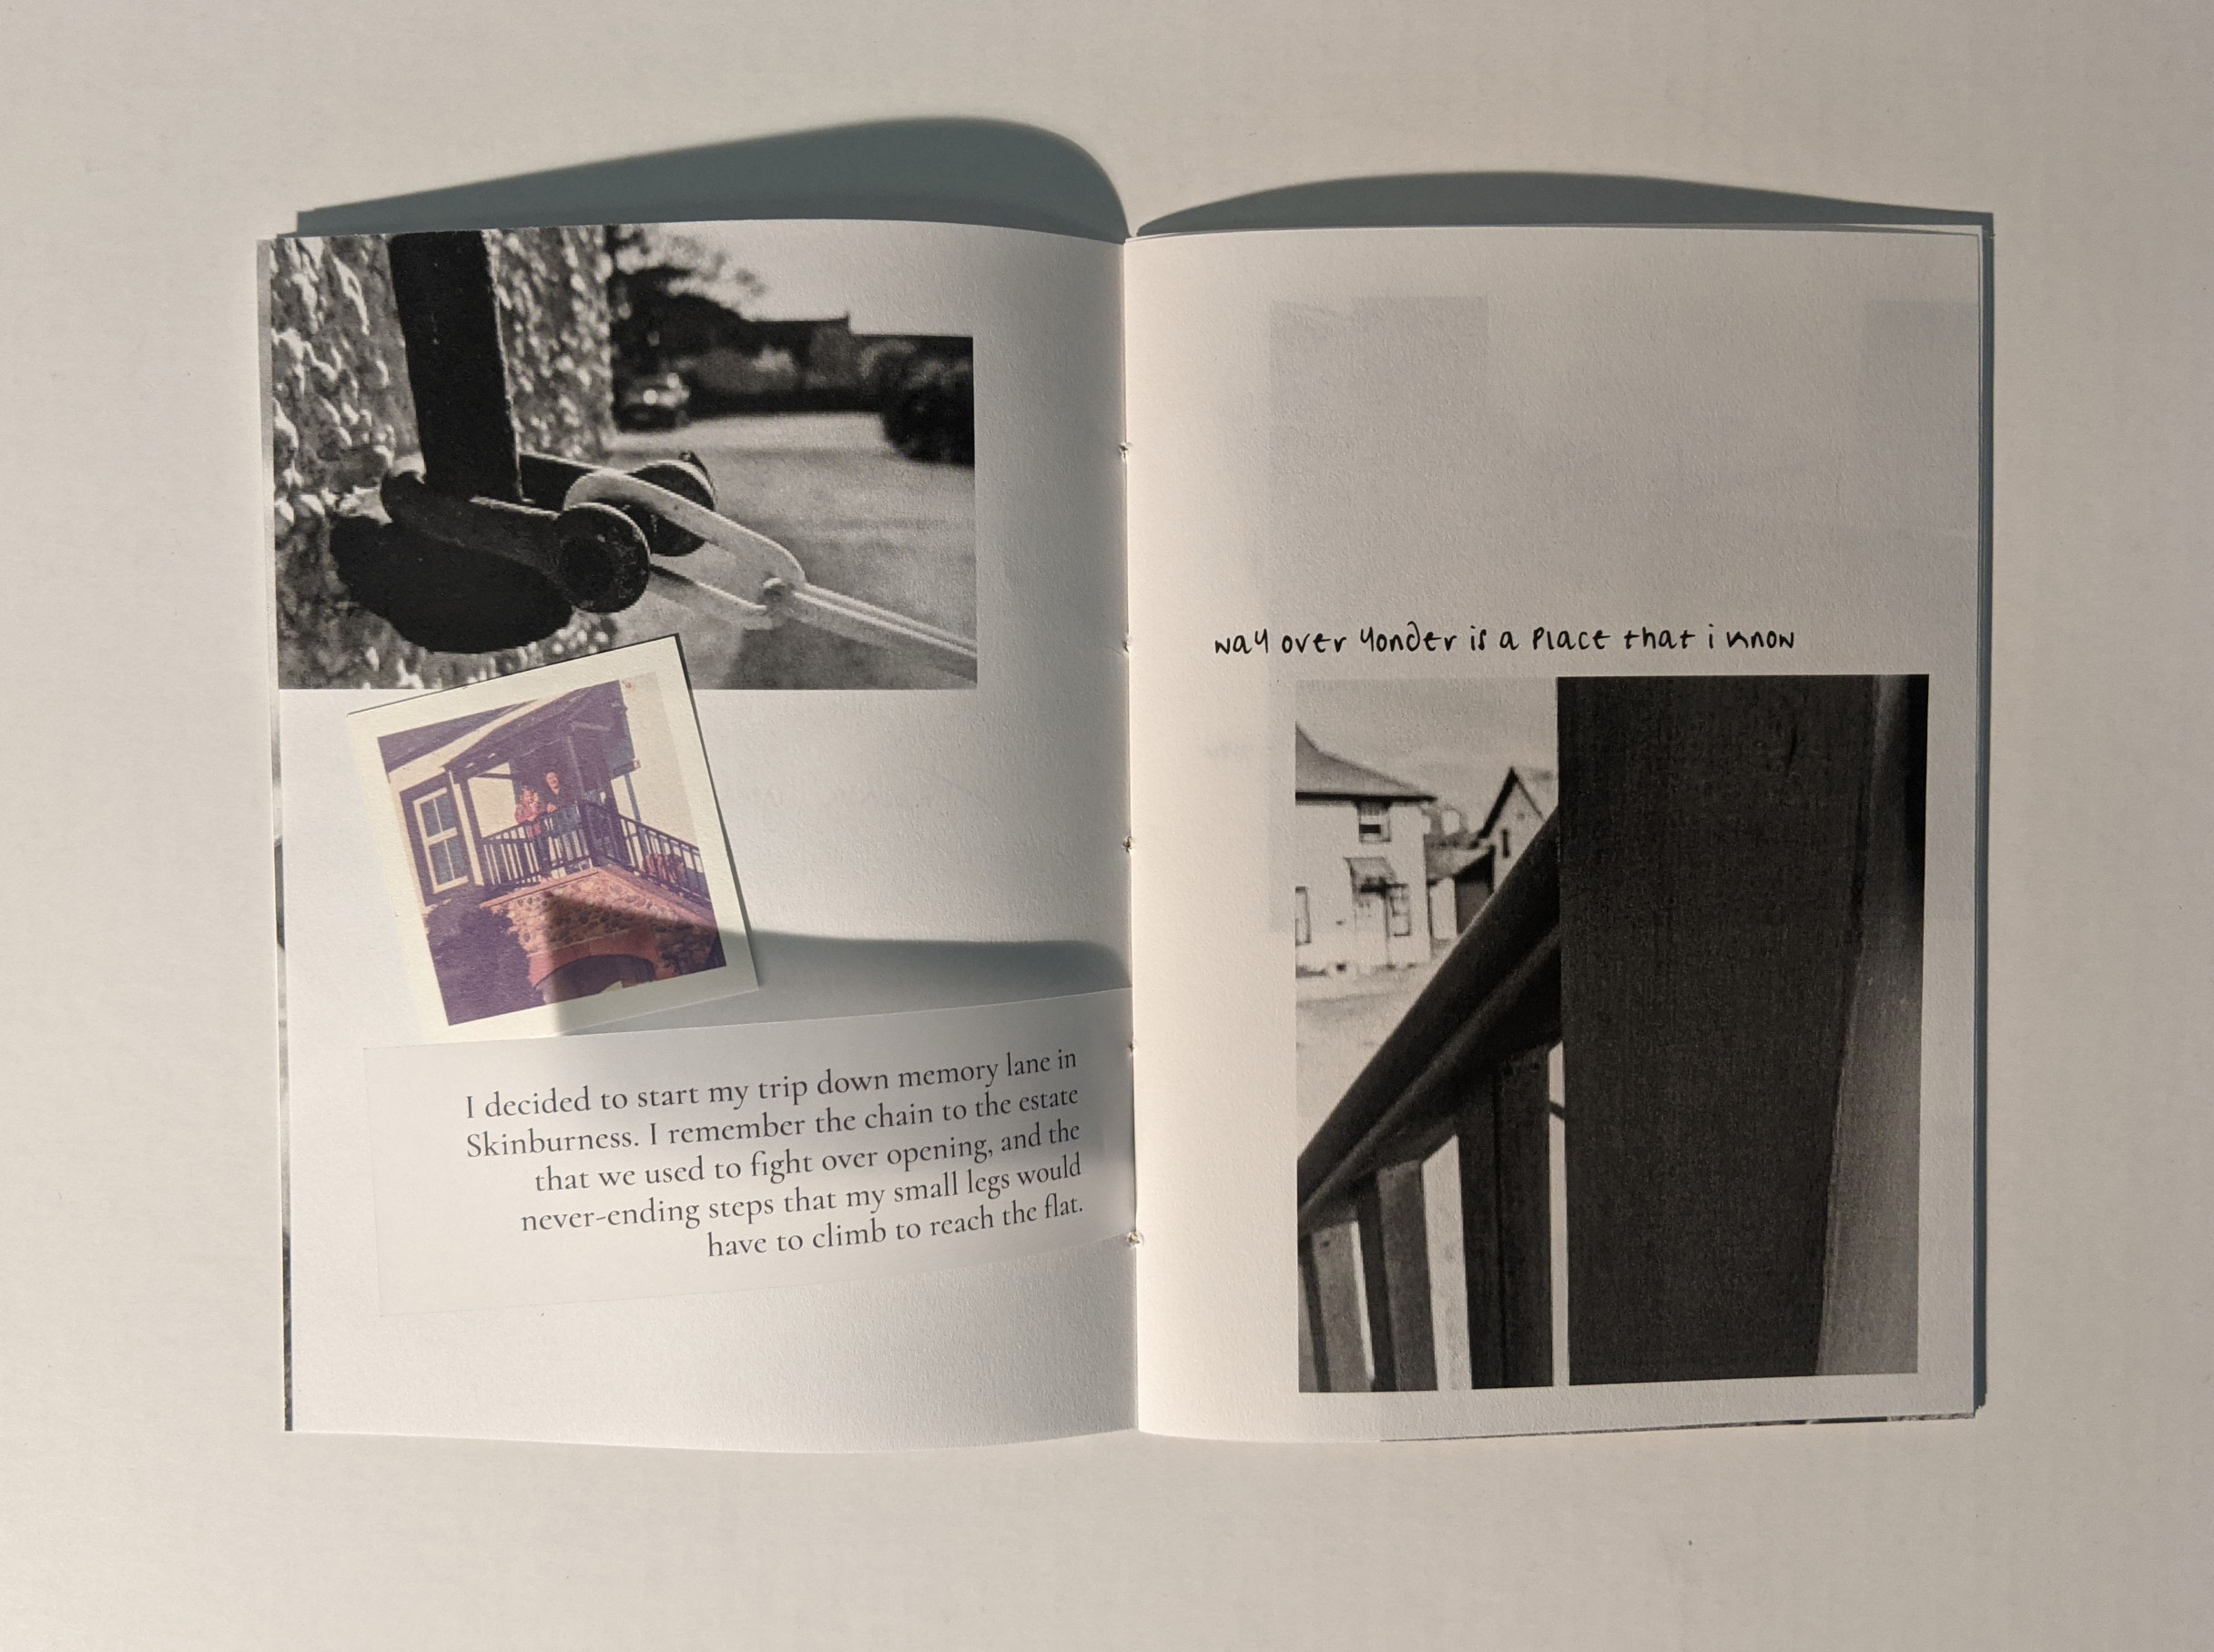 I decided to start my trip down memory lane in
Skinburness. I remember the chain to the estate
that we used to fight over opening, and the
never-ending steps that my small legs would
have to climb to reach the flat.
way over yonder is a place that i know